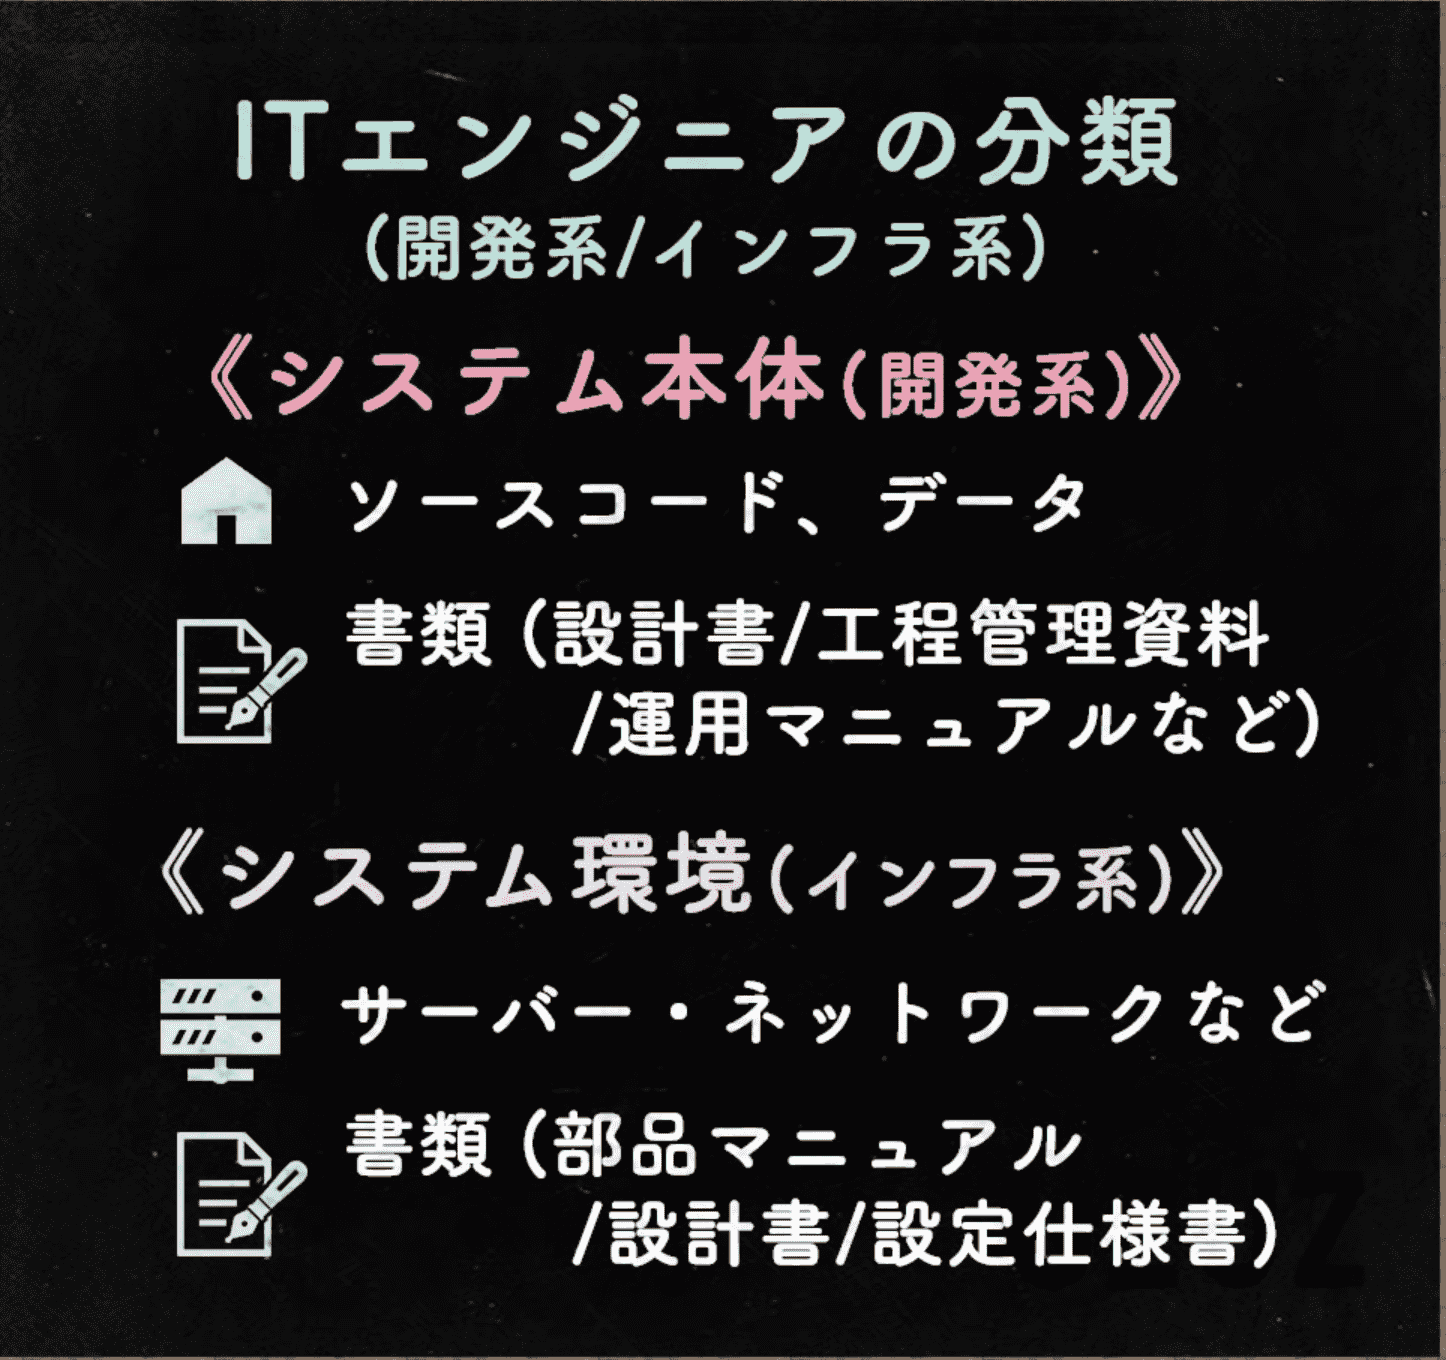 ITエンジニアの分類
(開発系/インフラ系)
《システム本体(開発系)》
ソースコード、データ
書類(設計書/工程管理資料
/運用マニュアルなど)
《システム環境(インフラ系)》
サーバー・ネットワークなど
書類(部品マニュアル
/設計書/設定仕様書)